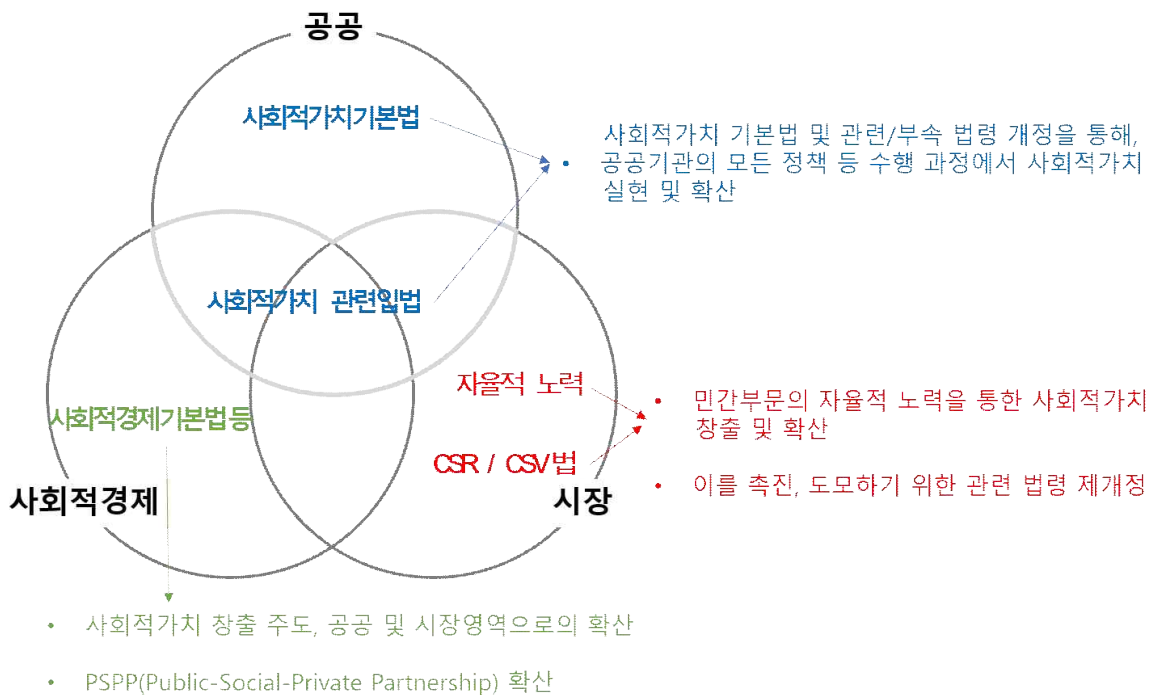 공공
사회적가치기본법
사회적가치 기본법 및 관련/부속 법령 개정을 통해,
• 공공기관의 모든 정책 등 수행 과정에서 사회적가치
실현 및 확산
사회적가치 관련입법
자율적 노력
• 민간부문의 자율적 노력을 통한 사회적가치
창출 및 확산
사회적경제기본법등
CSR / CSV법
• 이를 촉진, 도모하기 위한 관련 법령 제개정
사회적경제
시장
• 사회적가치 창출 주도, 공공 및 시장영역으로의 확산
• PSPP(Public-Social-Private Partnership) 확산